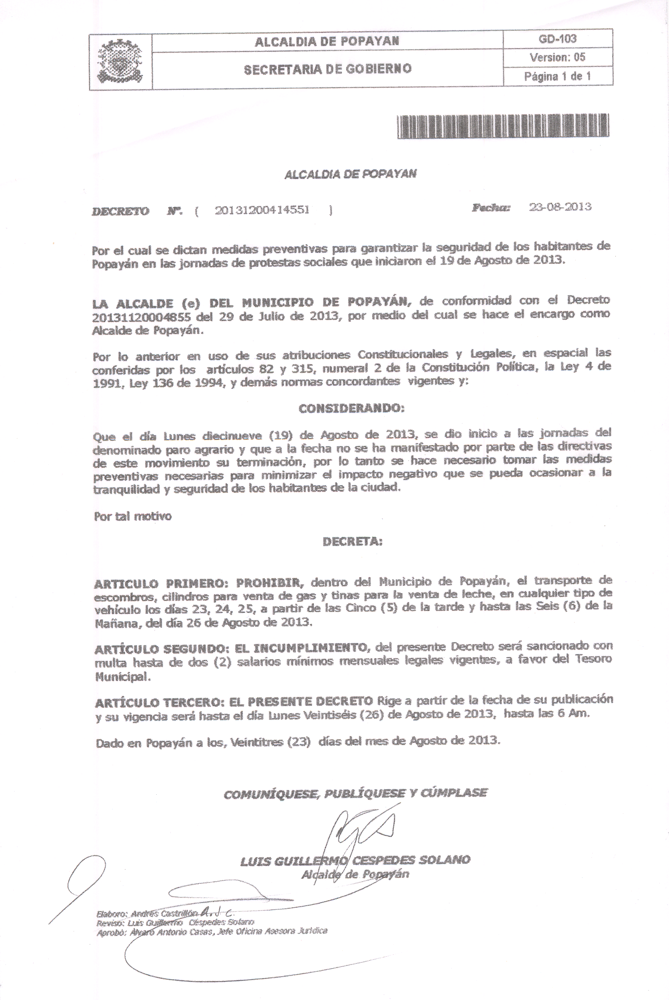 ALCALDIA DE POPAYAN
SECRETARIA DE GOBIERNO
GD-103
Version: 05
Página 1 de 1
ALCALDIA DE POPAYAN
DECRETO Nº. ( 20131200414551 ) Fecha: 23-08-2013
Por el cual se dictan medidas preventivas para garantizar la seguridad de los habitantes de
Popayán en las jornadas de protestas sociales que iniciaron el 19 de Agosto de 2013.
LA ALCALDE (e) DEL MUNICIPIO DE POPAYÁN, de conformidad con el Decreto
20131120004855 del 29 de Julio de 2013, por medio del cual se hace el encargo como
Alcalde de Popayán.
Por lo anterior en uso de sus atribuciones Constitucionales y Legales, en espacial las
conferidas por los artículos 82 y 315, numeral 2 de la Constitución Política, la Ley 4 de
1991, Ley 136 de 1994, y demás normas concordantes vigentes y:
CONSIDERANDO:
Que el día Lunes diecinueve (19) de Agosto de 2013, se dio inicio a las jornadas del
denominado paro agrario y que a la fecha no se ha manifestado por parte de las directivas
de este movimiento su terminación, por lo tanto se hace necesario tomar las medidas
preventivas necesarias para minimizar el impacto negativo que se pueda ocasionar a la
tranquilidad y seguridad de los habitantes de la ciudad.
Por tal motivo
DECRETA:
ARTICULO PRIMERO: PROHIBIR, dentro del Municipio de Popayán, el transporte de
escombros, cilindros para venta de gas y tinas para la venta de leche, en cualquier tipo de
vehículo los días 23, 24, 25, a partir de las Cinco (5) de la tarde y hasta las Seis (6) de la
Mañana, del día 26 de Agosto de 2013.
ARTÍCULO SEGUNDO: EL INCUMPLIMIENTO, del presente Decreto será sancionado con
multa hasta de dos (2) salarios mínimos mensuales legales vigentes, a favor del Tesoro
Municipal.
ARTÍCULO TERCERO: EL PRESENTE DECRETO Rige a partir de la fecha de su publicación
y su vigencia será hasta el día Lunes Veintiséis (26) de Agosto de 2013, hasta las 6 Am.
Dado en Popayán a los, Veintitres (23) días del mes de Agosto de 2013.
COMUNÍQUESE, PUBLÍQUESE Y CÚMPLASE
LUIS GUILLERMO CESPEDES SOLANO
Alcalde de Popayán
Elaboro: Andrés Castrillón
Reviso: Luis Guillermo Céspedes Solano
Aprobó: Álvaro Antonio Casas, Jefe Oficina Asesora Jurídica